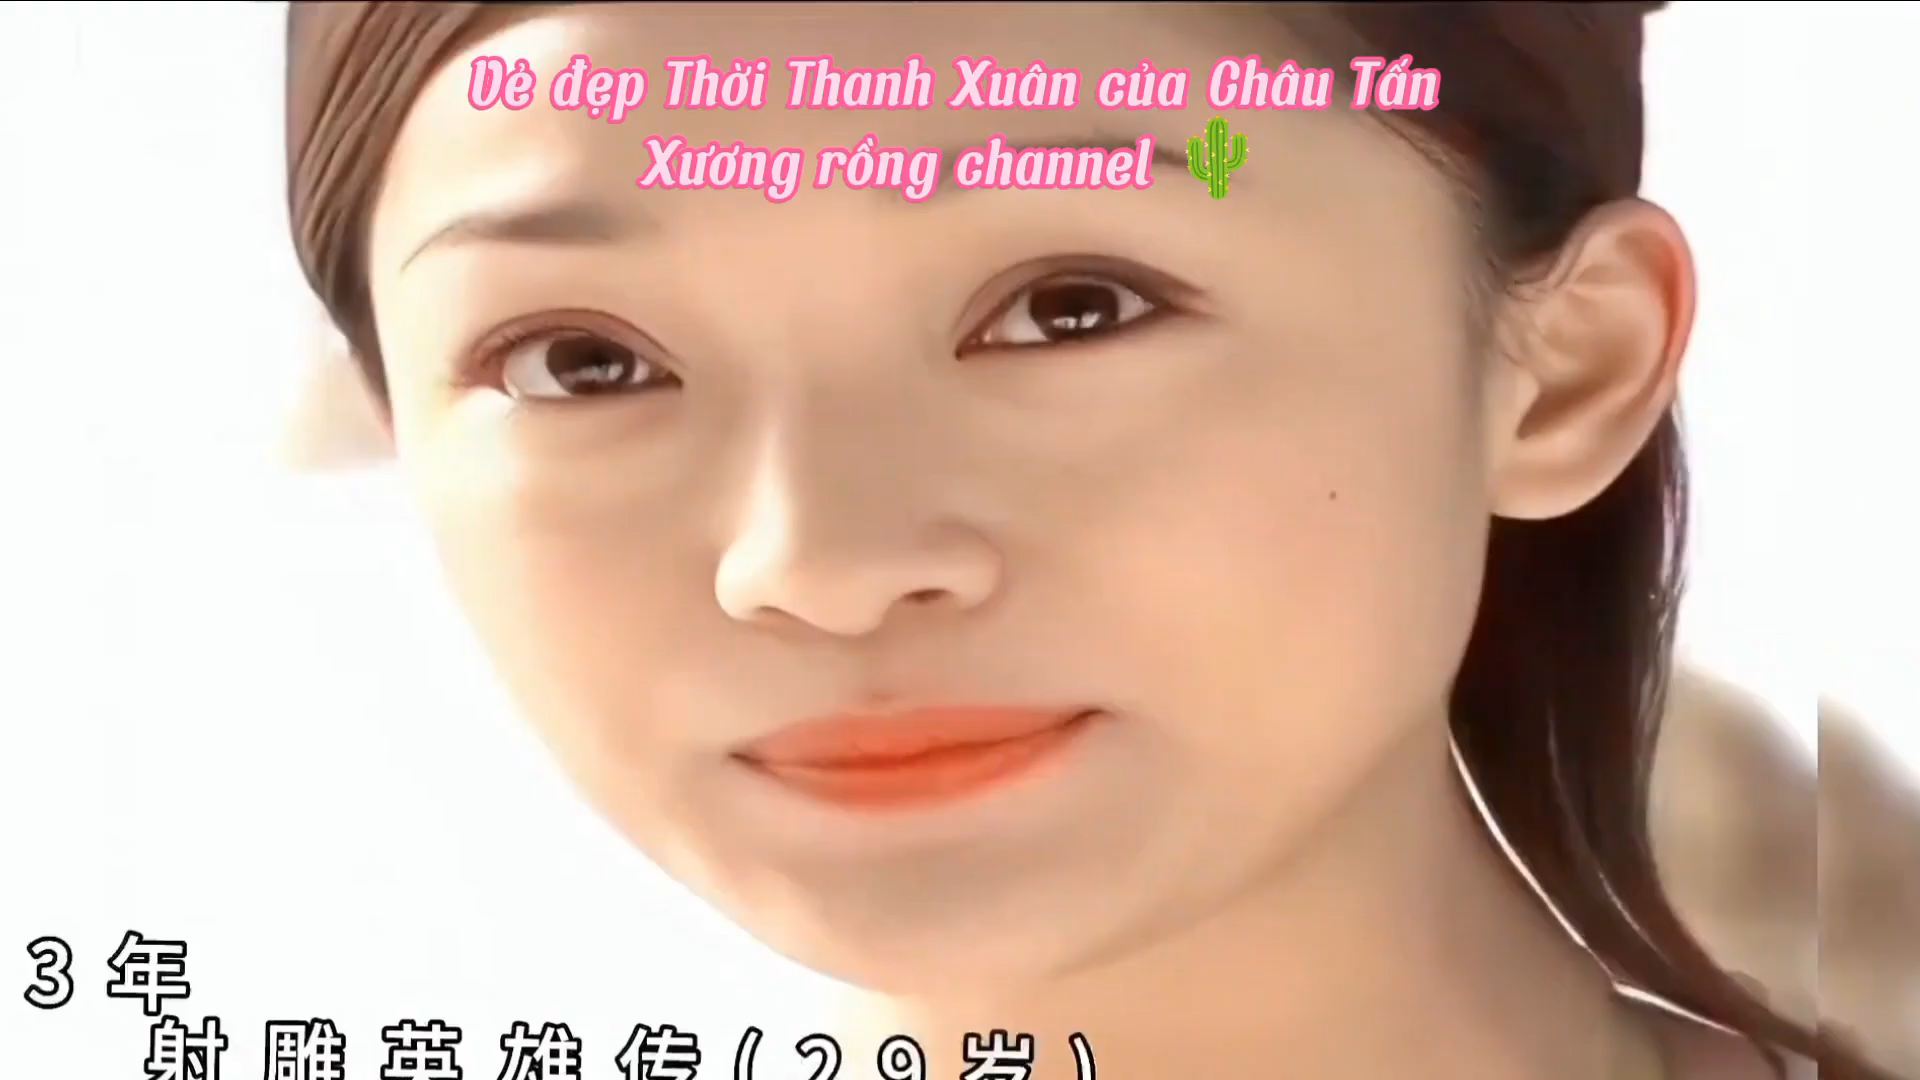 Vẻ đẹp Thời Thanh Xuân của Châu Tấn
Xương rồng channel
3年
射雕英雄传(29岁)